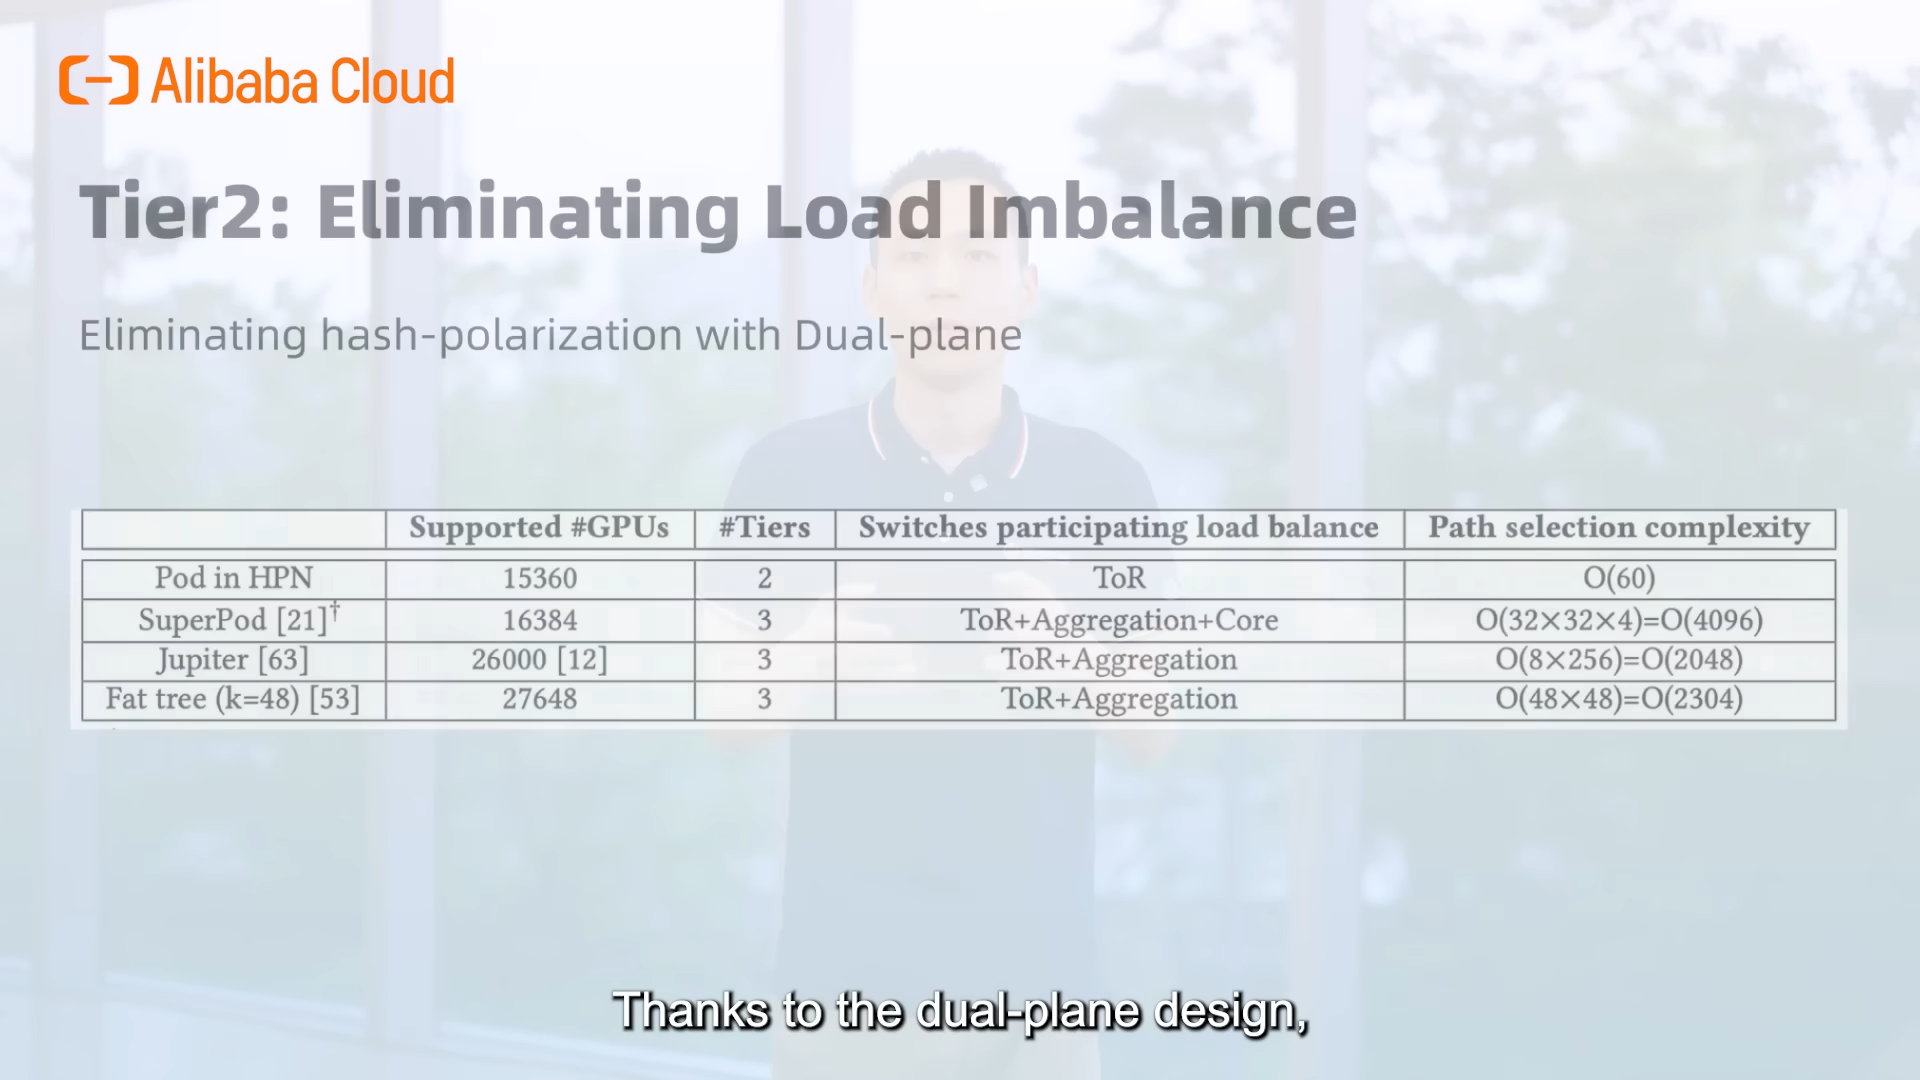 Alibaba Cloud
Tier2: Eliminating Load Imbalance
Eliminating hash-polarization with Dual-plane
Supported #GPUs #Tiers Switches participating load balance Path selection complexity
Pod in HPN 15360 2 ToR O(60)
SuperPod [21]† 16384 3 ToR+Aggregation+Core O(32×32×4)=O(4096)
Jupiter [63] 26000 [12] 3 ToR+Aggregation O(8×256)=O(2048)
Fat tree (k=48) [53] 27648 3 ToR+Aggregation O(48×48)=O(2304)
Thanks to the dual-plane design,